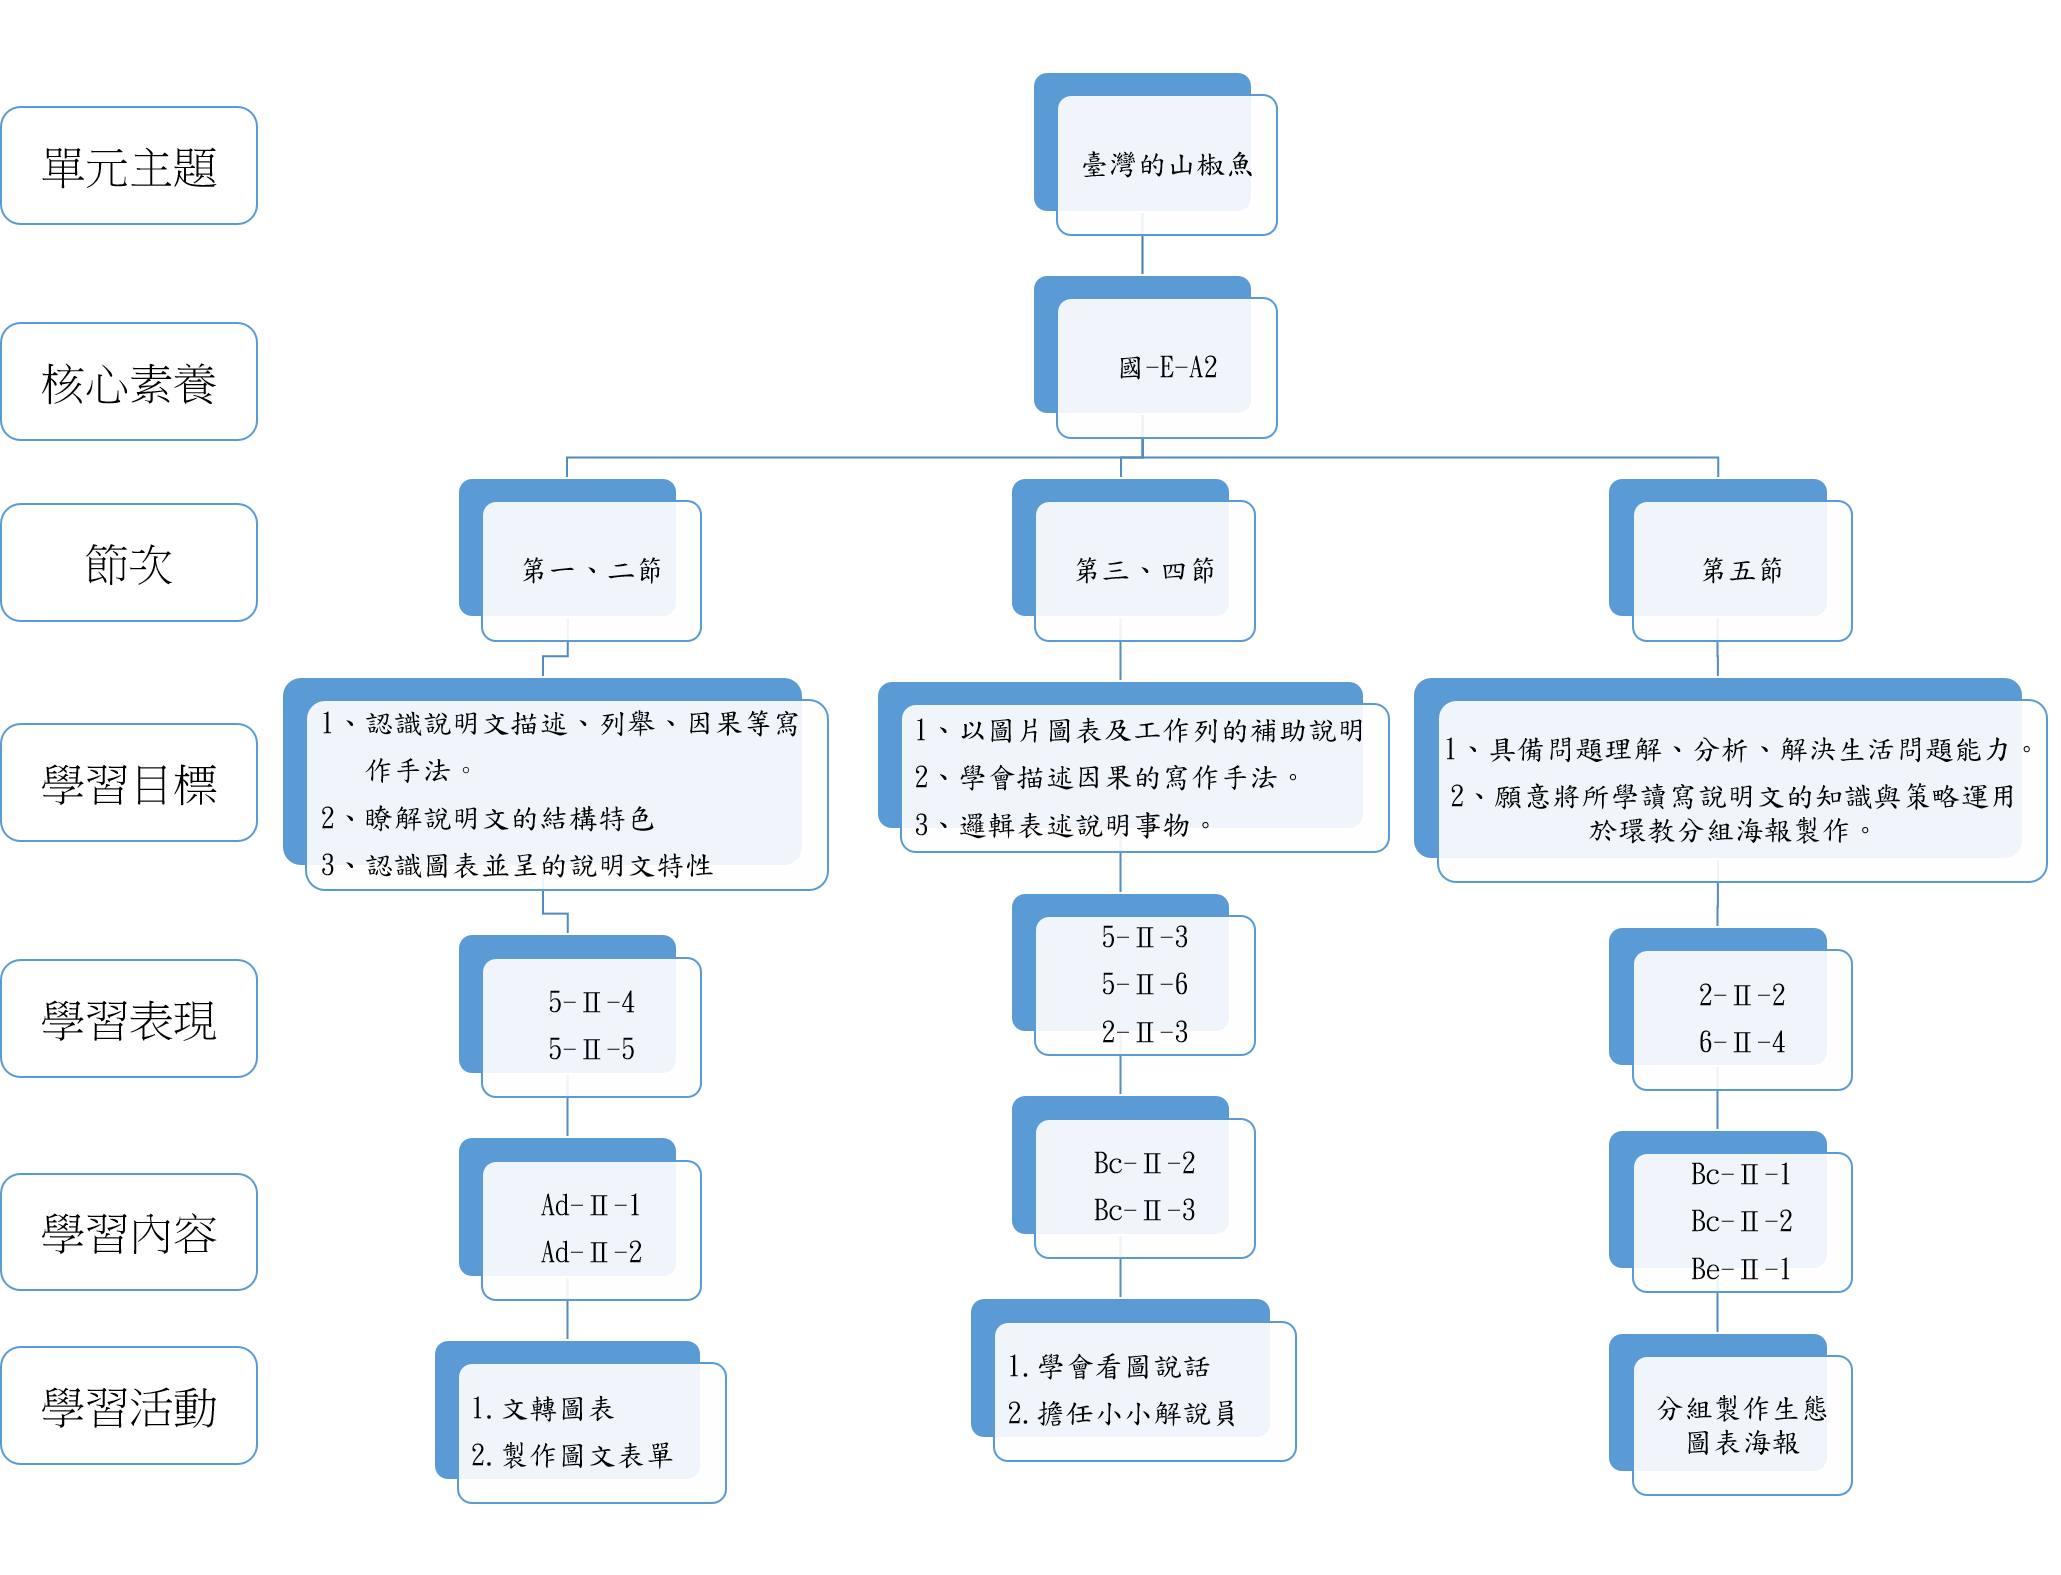 單元主題
臺灣的山椒魚
核心素養
國-E-A2
節次
第一、二節
第三、四節
第五節
學習目標
1、認識說明文描述、列舉、因果等寫
作手法。
2、瞭解說明文的結構特色
3、認識圖表並呈的說明文特性
1、以圖片圖表及工作列的補助說明
2、學會描述因果的寫作手法。
3、邏輯表述說明事物。
1、具備問題理解、分析、解決生活問題能力。
2、願意將所學讀寫說明文的知識與策略運用
於環教分組海報製作。
學習表現
5-Ⅱ-4
5-Ⅱ-5
5-Ⅱ-3
5-Ⅱ-6
2-Ⅱ-3
2-Ⅱ-2
6-Ⅱ-4
學習內容
Ad-Ⅱ-1
Ad-Ⅱ-2
Bc-Ⅱ-2
Bc-Ⅱ-3
Bc-Ⅱ-1
Bc-Ⅱ-2
Be-Ⅱ-1
學習活動
1.文轉圖表
2.製作圖文表單
1.學會看圖說話
2.擔任小小解說員
分組製作生態
圖表海報